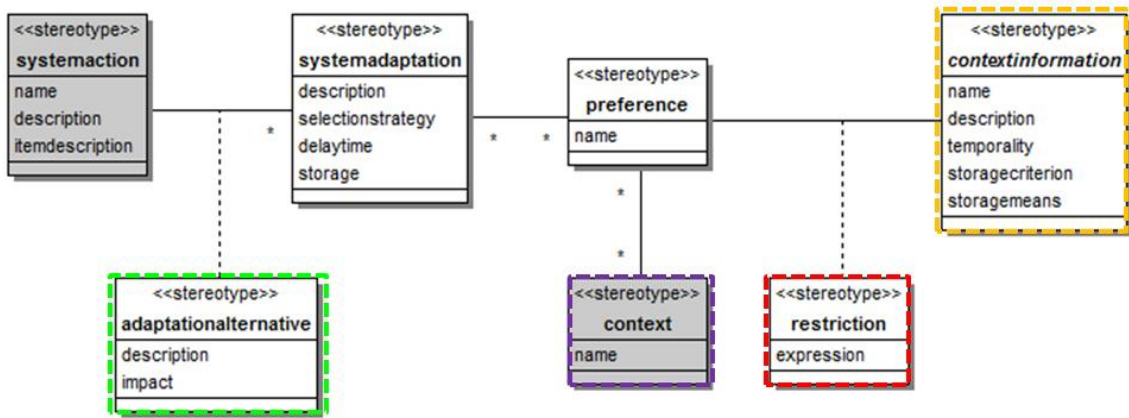 <<stereotype>>
systemaction
name
description
itemdescription
*
<<stereotype>>
systemadaptation
description
selectionstrategy
delaytime
storage
*
*
<<stereotype>>
preference
name
*
*
<<stereotype>>
contextinformation
name
description
temporality
storagecriterion
storagemeans
<<stereotype>>
adaptationalternative
description
impact
<<stereotype>>
context
name
<<stereotype>>
restriction
expression